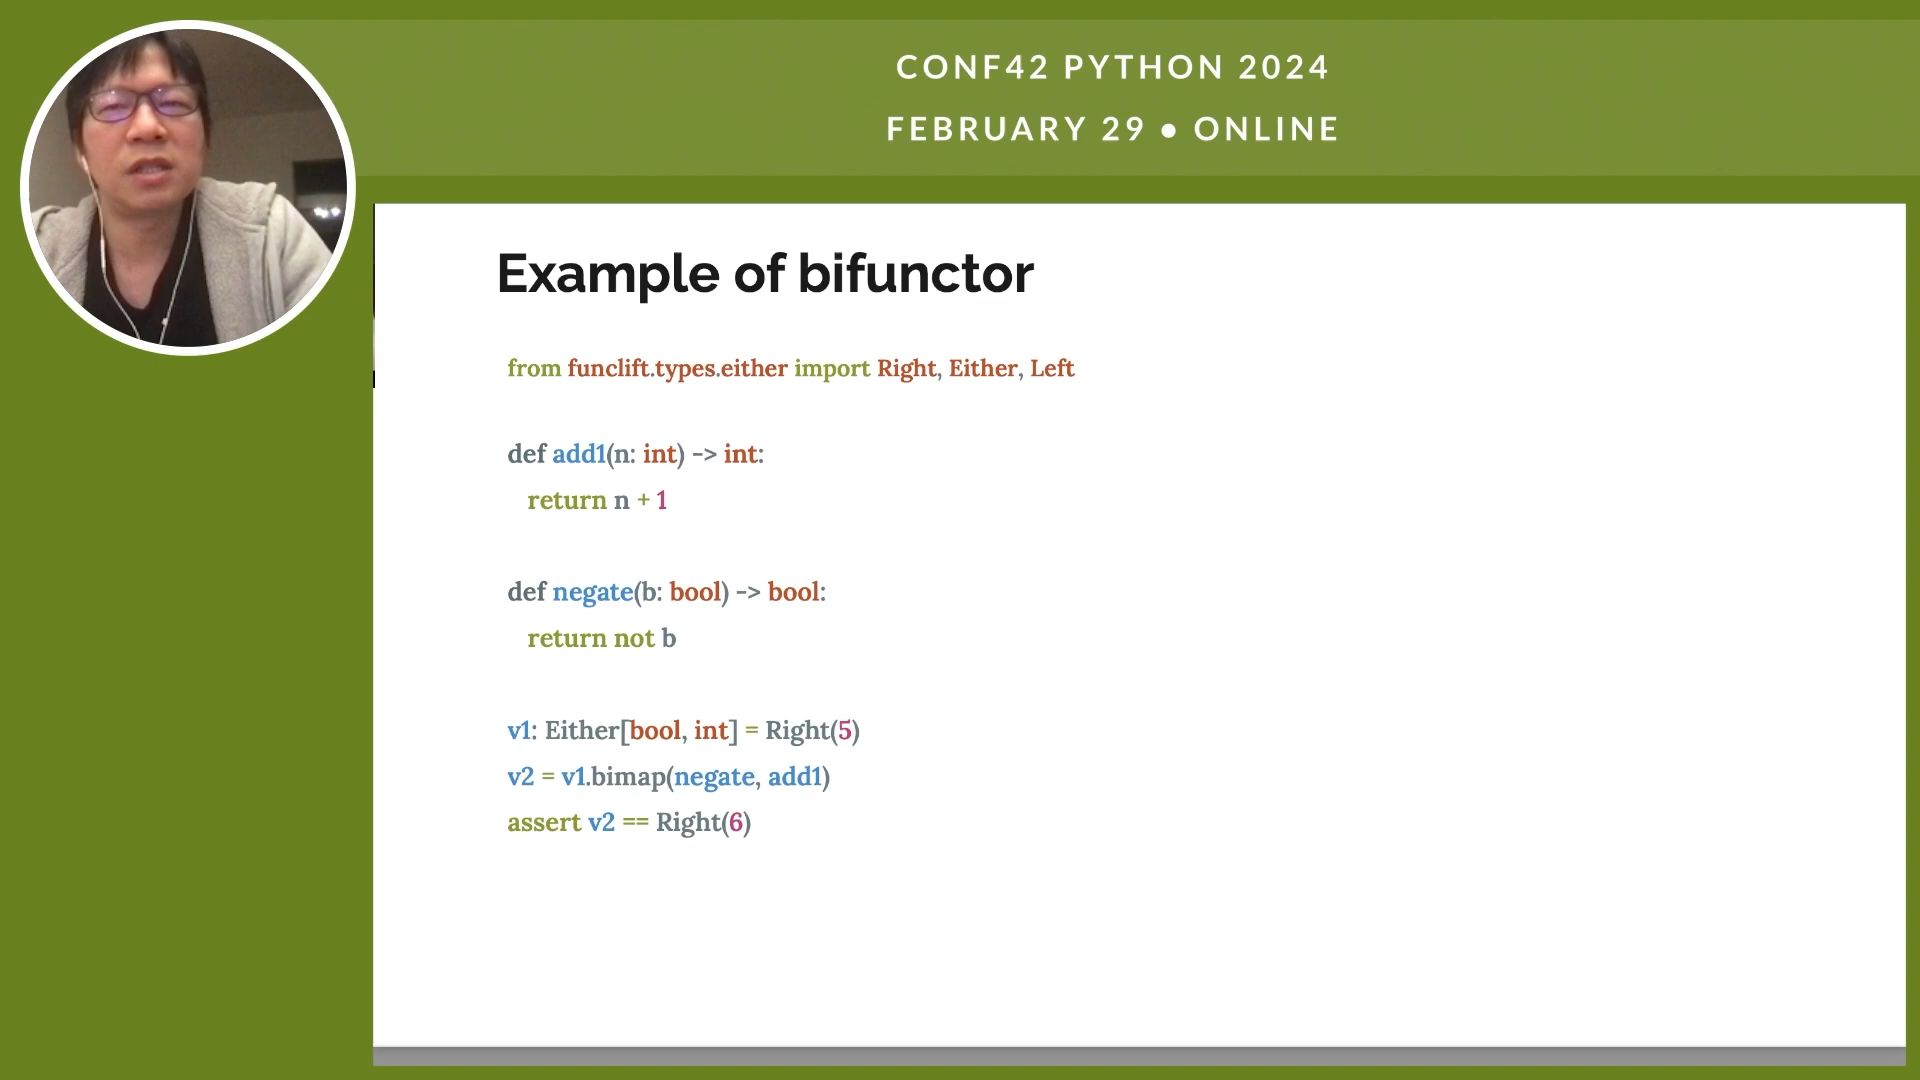 CONF42 PYTHON 2024
FEBRUARY 29 • ONLINE
Example of bifunctor
from funclift.types.either import Right, Either, Left
def add1(n: int) -> int:
return n + 1
def negate(b: bool) -> bool:
return not b
v1: Either[bool, int] = Right(5)
v2 = v1.bimap(negate, add1)
assert v2 == Right(6)